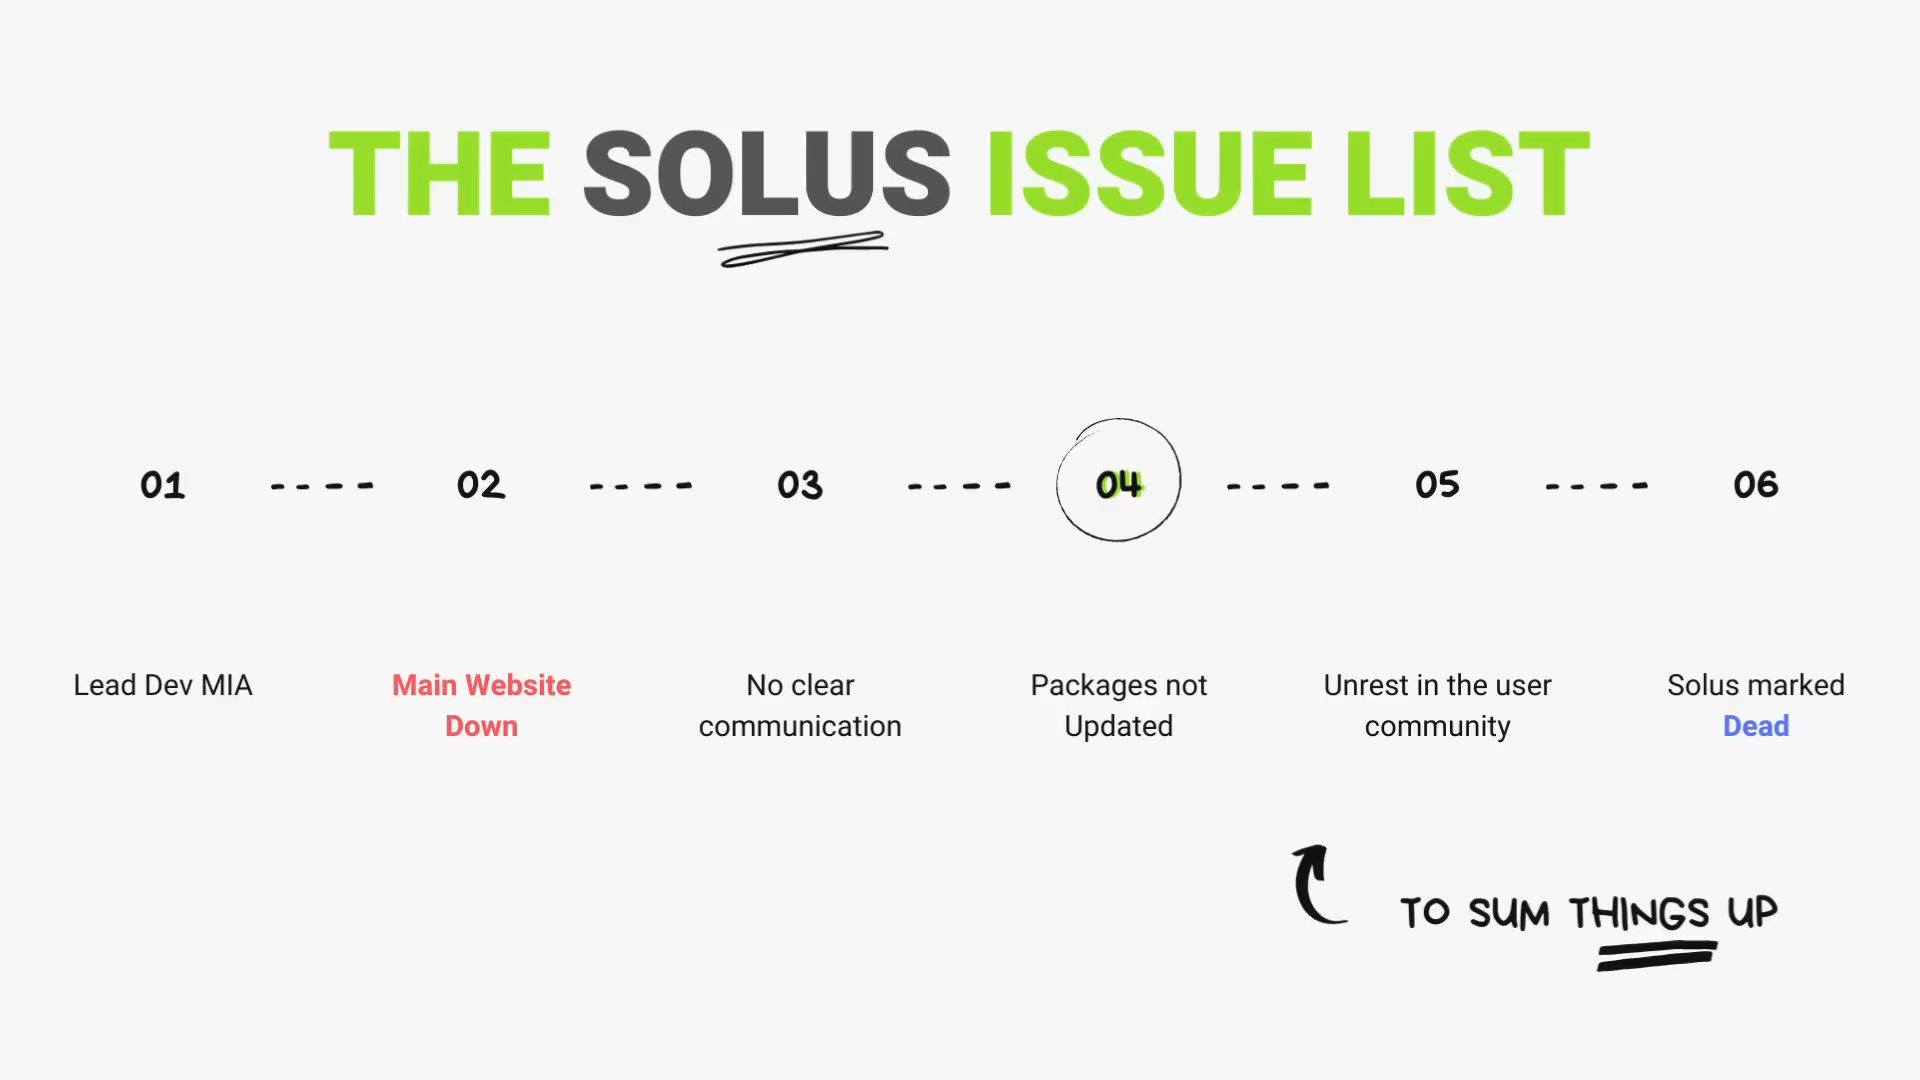 THE SOLUS ISSUE LIST
01
02
03
04
05
06
Lead Dev MIA
Main Website
Down
No clear
communication
Packages not
Updated
Unrest in the user
community
Solus marked
Dead
TO SUM THINGS UP